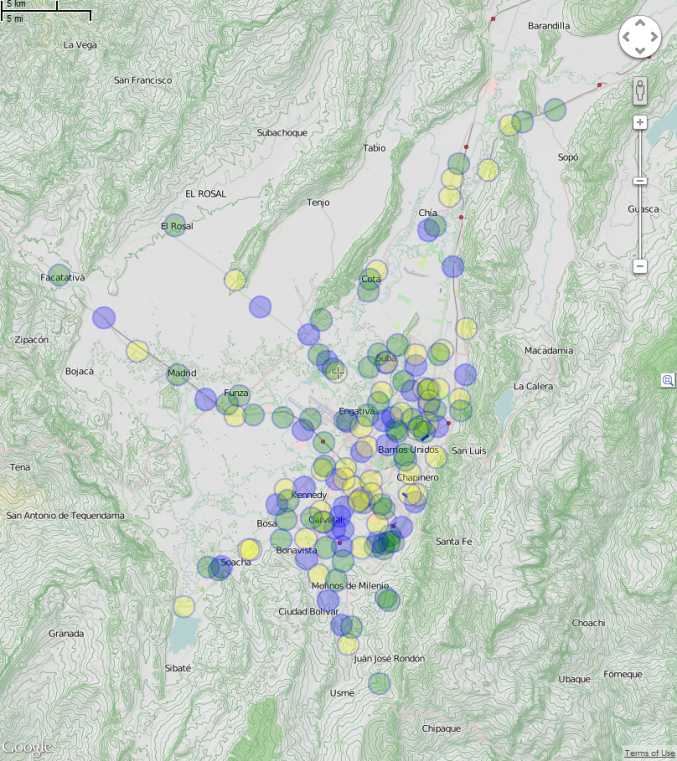 5 km
5 mi
Barandilla
La Vega
San Francisco
Subachoque
Tabio
Sopó
EL ROSAL
Tenjo
Chía
Guasca
El Rosal
Facatativá
Cota
Zipacón
Macadamia
Suba
Bojacá
Madrid
La Calera
Funza
Engativá
Barrios Unidos
San Luis
Tena
Chapinero
Kennedy
San Antonio de Tequendama
Bosa
Carvajal
Santa Fe
Bonavista
Soacha
Molinos de Milenio
Ciudad Bolívar
Choachi
Granada
Juan José Rondón
Sibaté
Ubaque
Fómeque
Usme
Chipaque
Google
Terms of Use